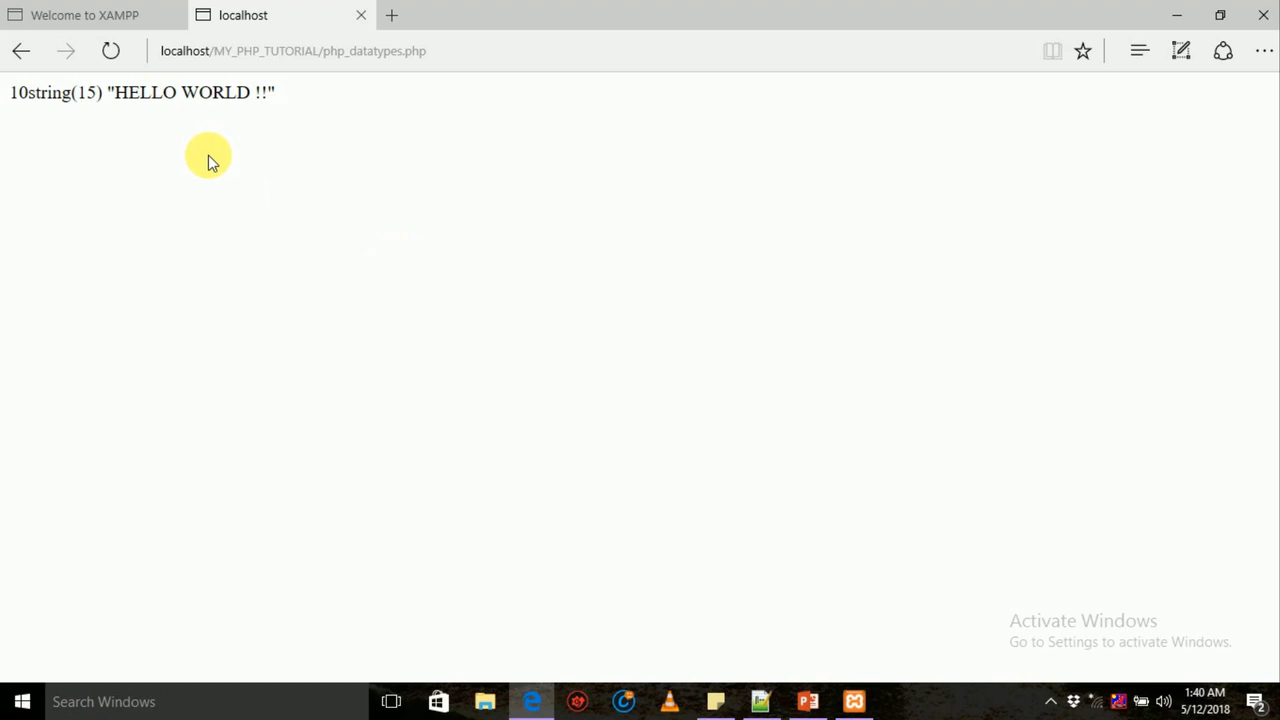 Welcome to XAMPP
localhost
localhost/MY_PHP_TUTORIAL/php_datatypes.php
10string(15) "HELLO WORLD !!"
Activate Windows
Go to Settings to activate Windows.
Search Windows
1:40 AM
5/12/2018
2